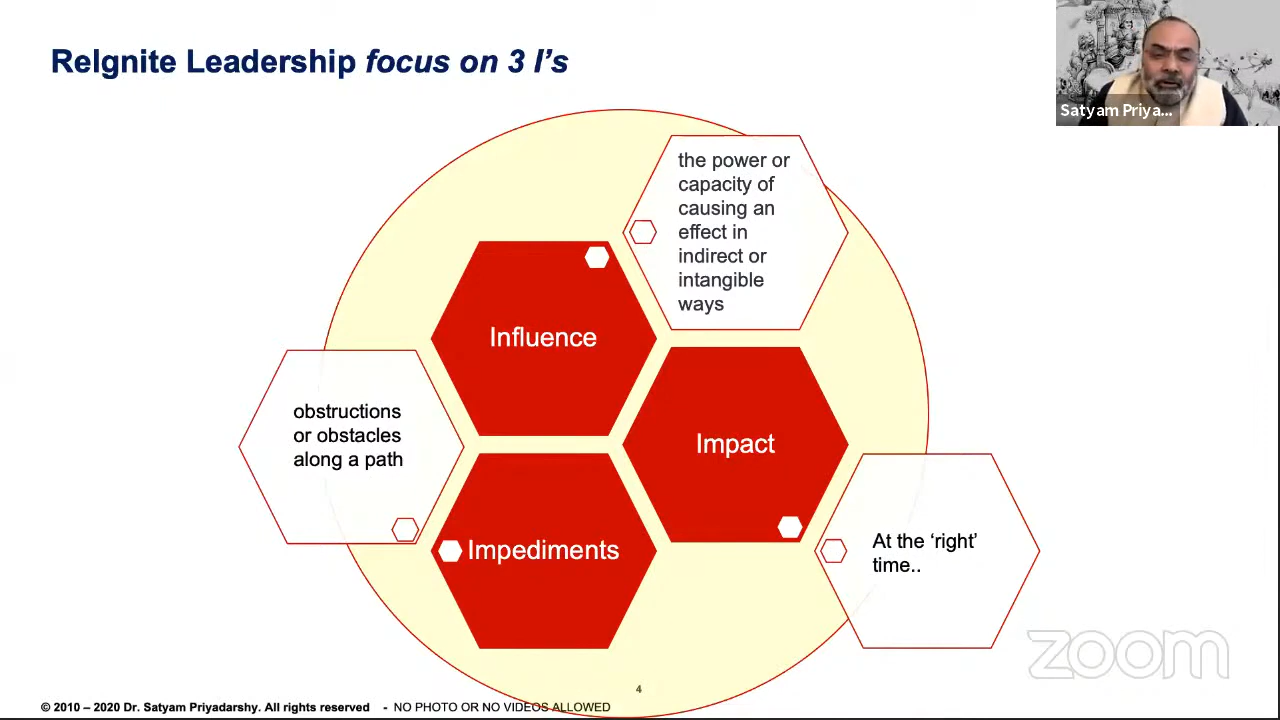 ReIgnite Leadership focus on 3 I's
Satyam Priya...
the power or
capacity of
causing an
effect in
indirect or
intangible
ways
Influence
obstructions
or obstacles
along a path
Impact
Impediments
At the ‘right’
time..
zoom
4
© 2010 – 2020 Dr. Satyam Priyadarshy. All rights reserved - NO PHOTO OR NO VIDEOS ALLOWED